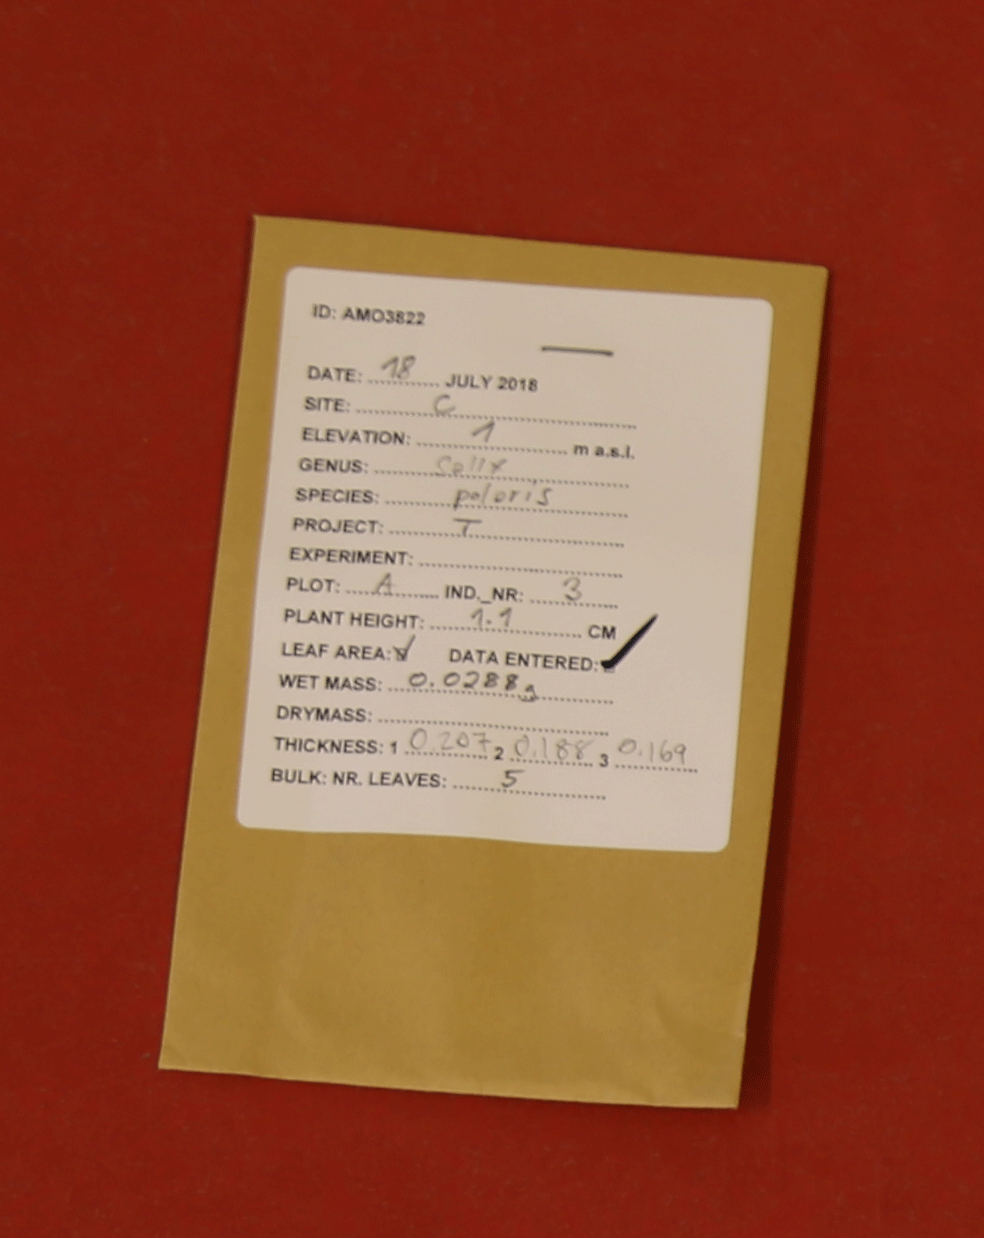 ID: AMO3822
DATE: 18 JULY 2018
SITE: C
ELEVATION: 1 m a.s.l.
GENUS: Salix
SPECIES: polaris
PROJECT: T
EXPERIMENT:
PLOT: A IND._NR: 3
PLANT HEIGHT: 1.1 CM
LEAF AREA: DATA ENTERED:
WET MASS: 0.0288g
DRYMASS:
THICKNESS: 1 0.207 2 0.188 3 0.169
BULK: NR. LEAVES: 5